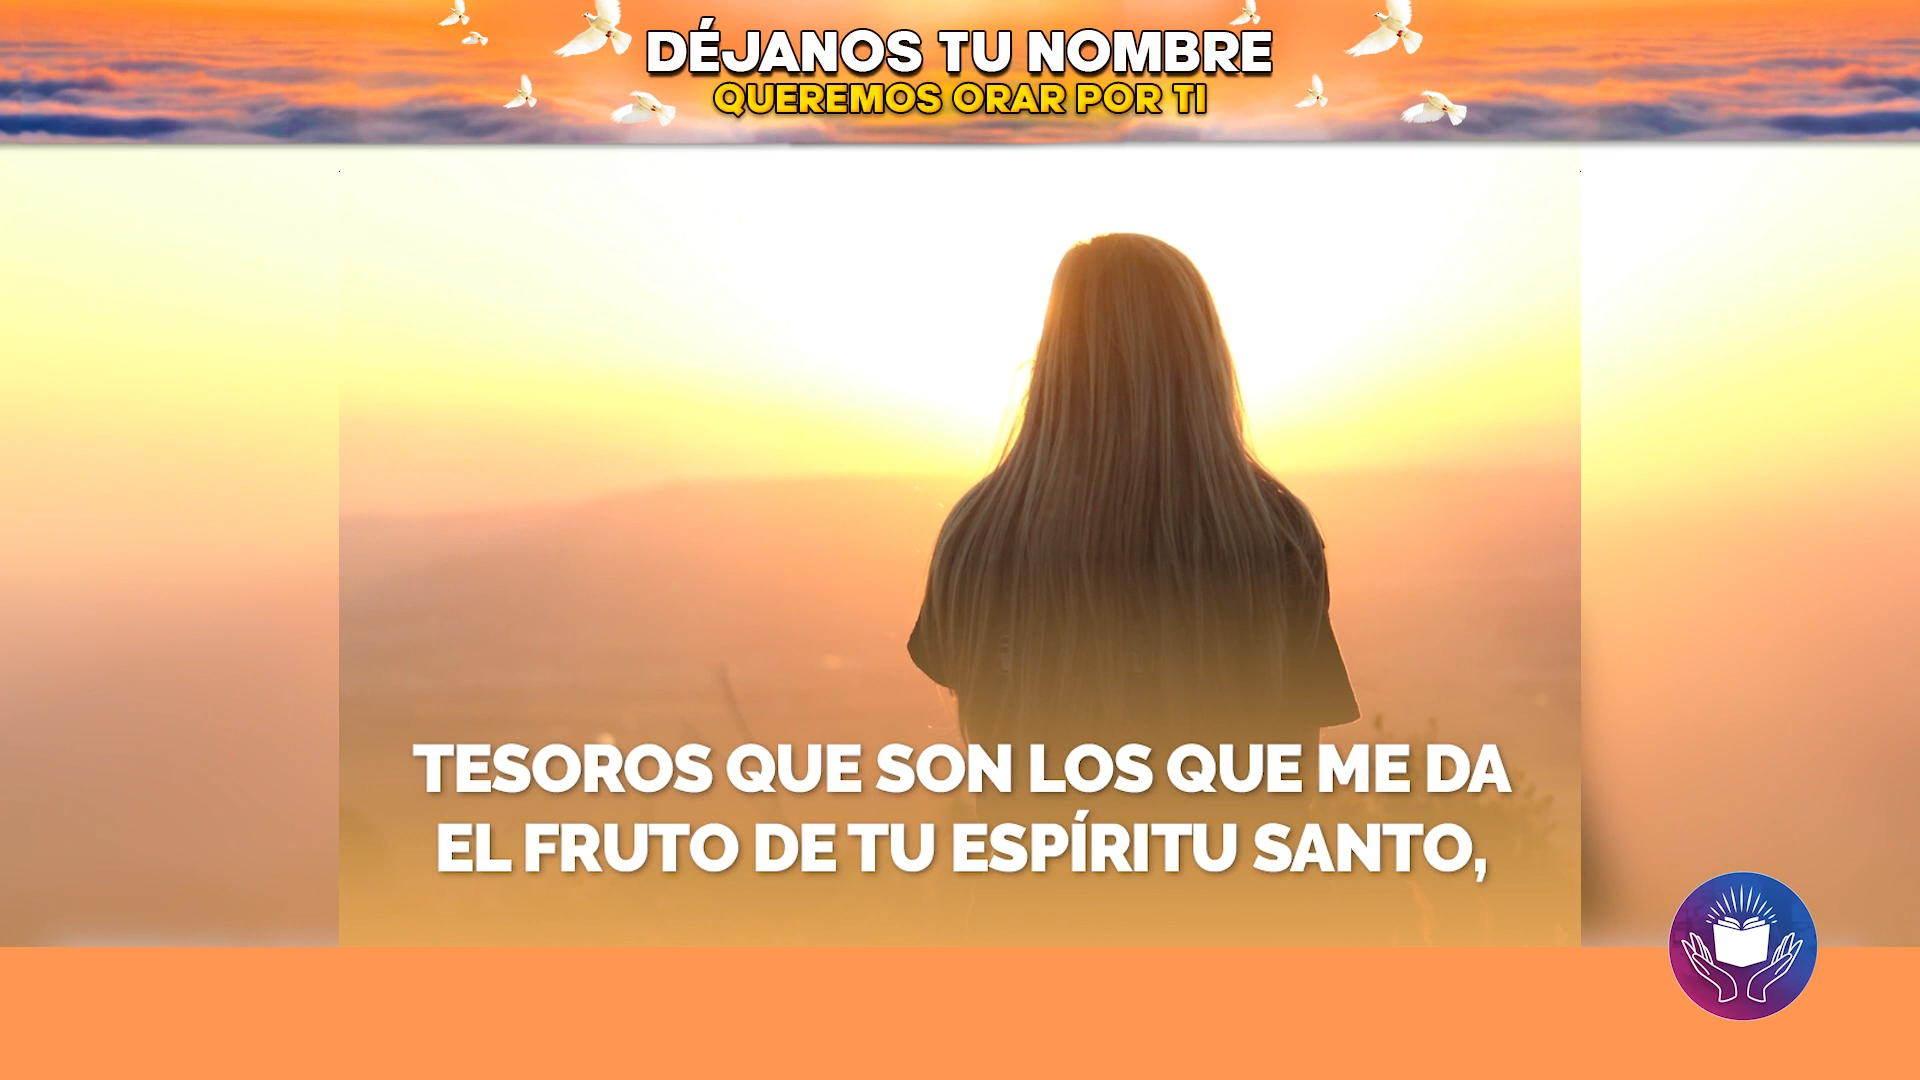 DÉJANOS TU NOMBRE
QUEREMOS ORAR POR TI
TESOROS QUE SON LOS QUE ME DA
EL FRUTO DE TU ESPÍRITU SANTO,